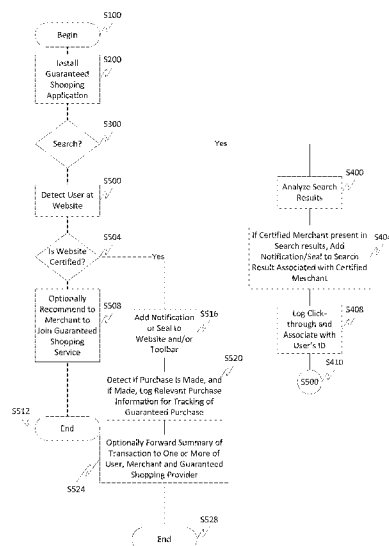 S100
Begin
S200
Install
Guaranteed
Shopping
Application
S300
Search?
Yes
S500
Detect User at
Website
S504
Is Website
Certified?
Yes
S508
Optionally
Recommend to
Merchant to
Join Guaranteed
Shopping
Service
S512
End
S516
Add Notification
or Seal to
Website and/or
Toolbar
S520
Detect if Purchase Is Made, and
if Made, Log Relevant Purchase
Information for Tracking of
Guaranteed Purchase
Optionally Forward Summary of
Transaction to One or More of
User, Merchant and Guaranteed
Shopping Provider
S524
S528
End
S400
Analyze Search
Results
S404
If Certified Merchant present in
Search results, Add
Notification/Seal to Search
Result Associated with Certified
Merchant
S408
Log Click-
through and
Associate with
User's ID
S410
S500